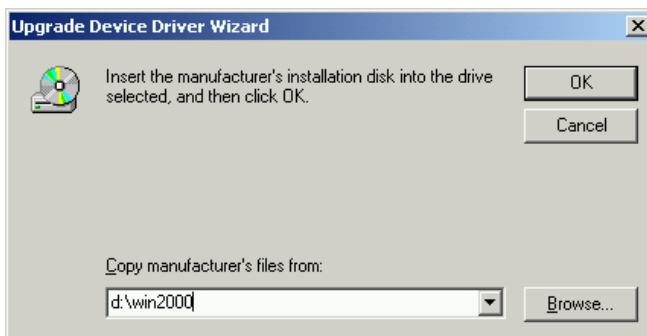 Upgrade Device Driver Wizard
Insert the manufacturer's installation disk into the drive
selected, and then click OK.
OK
Cancel
Copy manufacturer's files from:
d:\win2000
Browse...